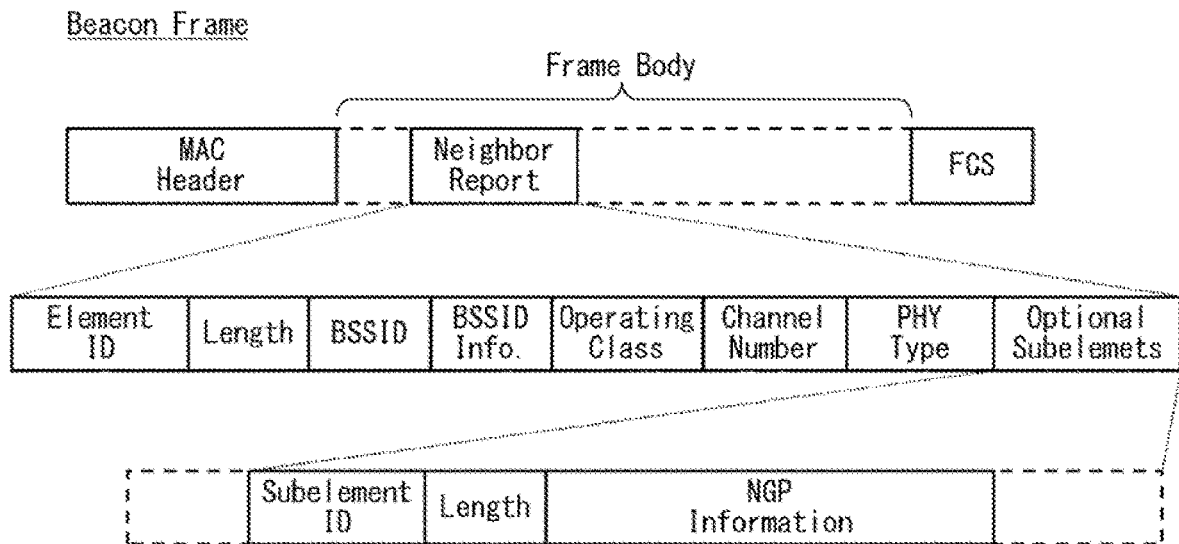 Beacon Frame
Frame Body
MAC
Header
Neighbor
Report
FCS
Element
ID
Length
BSSID
BSSID
Info.
Operating
Class
Channel
Number
PHY
Type
Optional
Subelemets
Subelement
ID
Length
NGP
Information